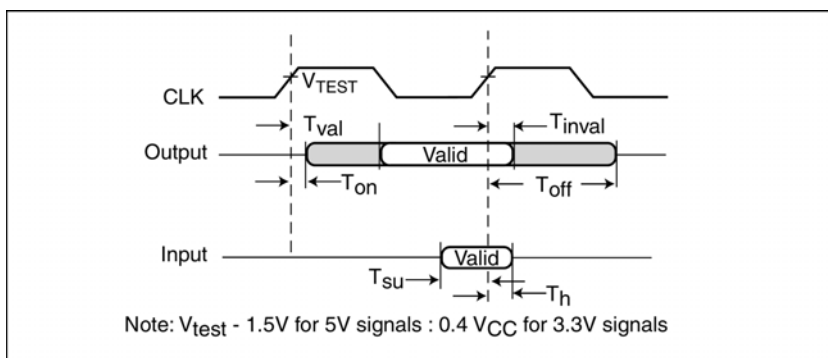 CLK
VTEST
Tval
Tinval
Output
Valid
Ton
Toff
Input
Valid
Tsu
Th
Note: Vtest - 1.5V for 5V signals : 0.4 VCC for 3.3V signals